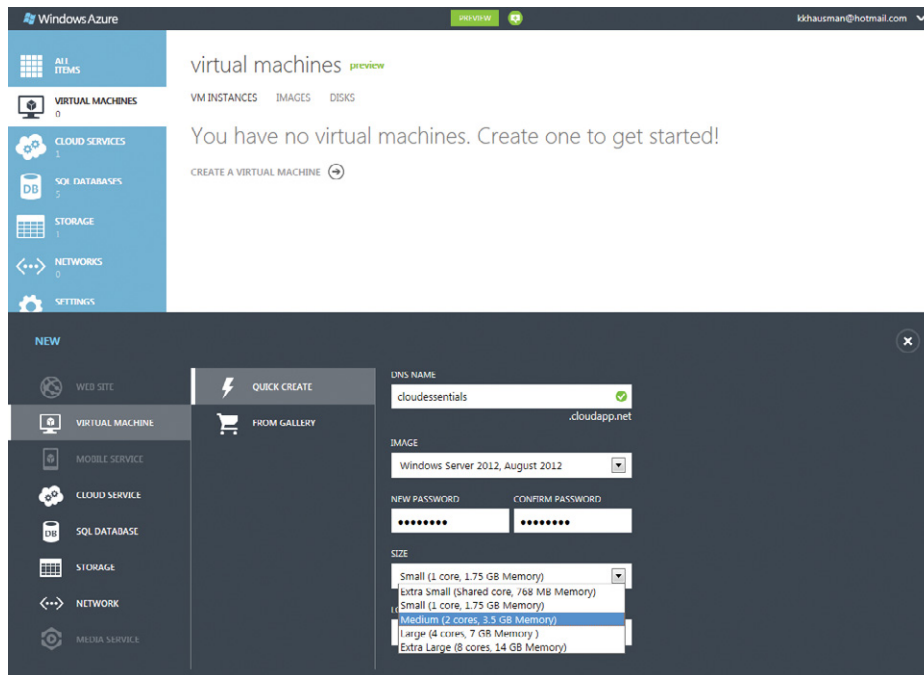 Windows Azure
PREVIEW
kkhausman@hotmail.com
ALL
ITEMS
VIRTUAL MACHINES
0
CLOUD SERVICES
1
SQL DATABASES
5
STORAGE
1
NETWORKS
0
SETTINGS
virtual machines preview
VM INSTANCES IMAGES DISKS
You have no virtual machines. Create one to get started!
CREATE A VIRTUAL MACHINE
NEW
WEB SITE
VIRTUAL MACHINE
MOBILE SERVICE
CLOUD SERVICE
DB
SQL DATABASE
STORAGE
NETWORK
MEDIA SERVICE
QUICK CREATE
FROM GALLERY
DNS NAME
cloudessentials
.cloudapp.net
IMAGE
Windows Server 2012, August 2012
NEW PASSWORD CONFIRM PASSWORD
•••••••• ••••••••
SIZE
Small (1 core, 1.75 GB Memory)
Extra Small (Shared core, 768 MB Memory)
Small (1 core, 1.75 GB Memory)
Medium (2 cores, 3.5 GB Memory)
Large (4 cores, 7 GB Memory )
Extra Large (8 cores, 14 GB Memory)